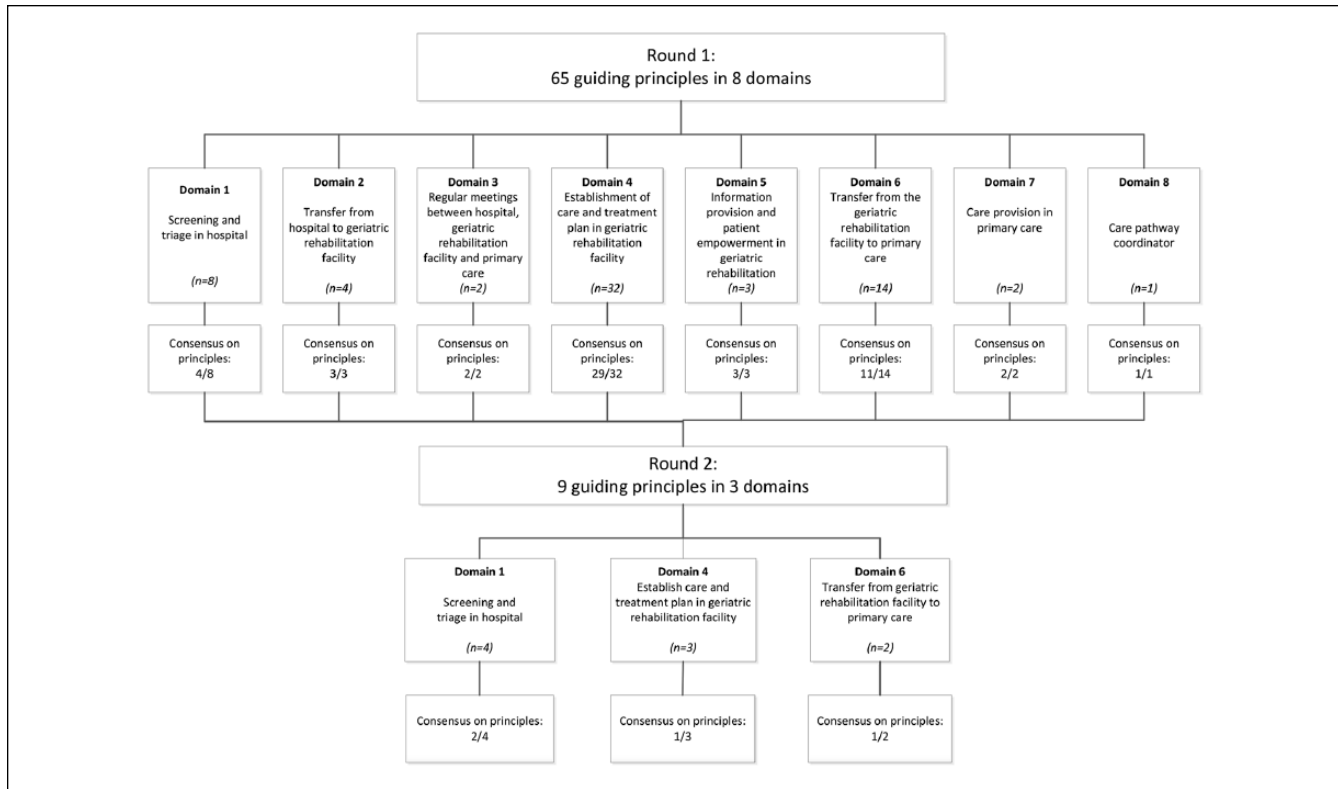 Round 1:
65 guiding principles in 8 domains
Domain 1
Screening and
triage in hospital
(n=8)
Domain 2
Transfer from
hospital to geriatric
rehabilitation
facility
(n=4)
Domain 3
Regular meetings
between hospital,
geriatric
rehabilitation
facility and primary
care
(n=2)
Domain 4
Establishment of
care and treatment
plan in geriatric
rehabilitation
facility
(n=32)
Domain 5
Information
provision and
patient
empowerment in
geriatric
rehabilitation
(n=3)
Domain 6
Transfer from the
geriatric
rehabilitation
facility to primary
care
(n=14)
Domain 7
Care provision in
primary care
(n=2)
Domain 8
Care pathway
coordinator
(n=1)
Consensus on
principles:
4/8
Consensus on
principles:
3/3
Consensus on
principles:
2/2
Consensus on
principles:
29/32
Consensus on
principles:
3/3
Consensus on
principles:
11/14
Consensus on
principles:
2/2
Consensus on
principles:
1/1
Round 2:
9 guiding principles in 3 domains
Domain 1
Screening and
triage in hospital
(n=4)
Domain 4
Establish care and
treatment plan in geriatric
rehabilitation facility
(n=3)
Domain 6
Transfer from geriatric
rehabilitation facility to
primary care
(n=2)
Consensus on principles:
2/4
Consensus on principles:
1/3
Consensus on principles:
1/2